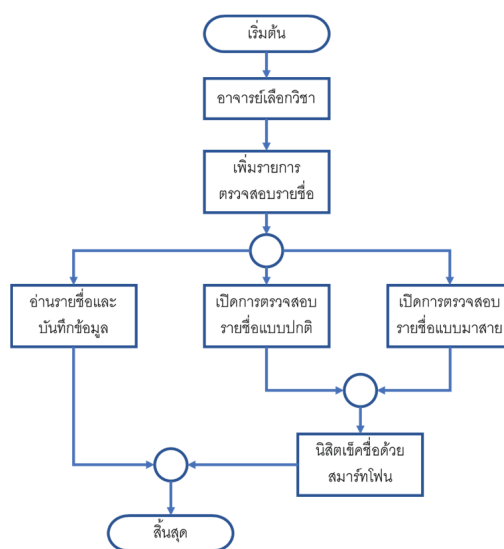 เริ่มต้น
อาจารย์เลือกวิชา
เพิ่มรายการ
ตรวจสอบรายชื่อ
อ่านรายชื่อและ
บันทึกข้อมูล
เปิดการตรวจสอบ
รายชื่อแบบปกติ
เปิดการตรวจสอบ
รายชื่อแบบมาสาย
นิสิตเช็คชื่อด้วย
สมาร์ทโฟน
สิ้นสุด